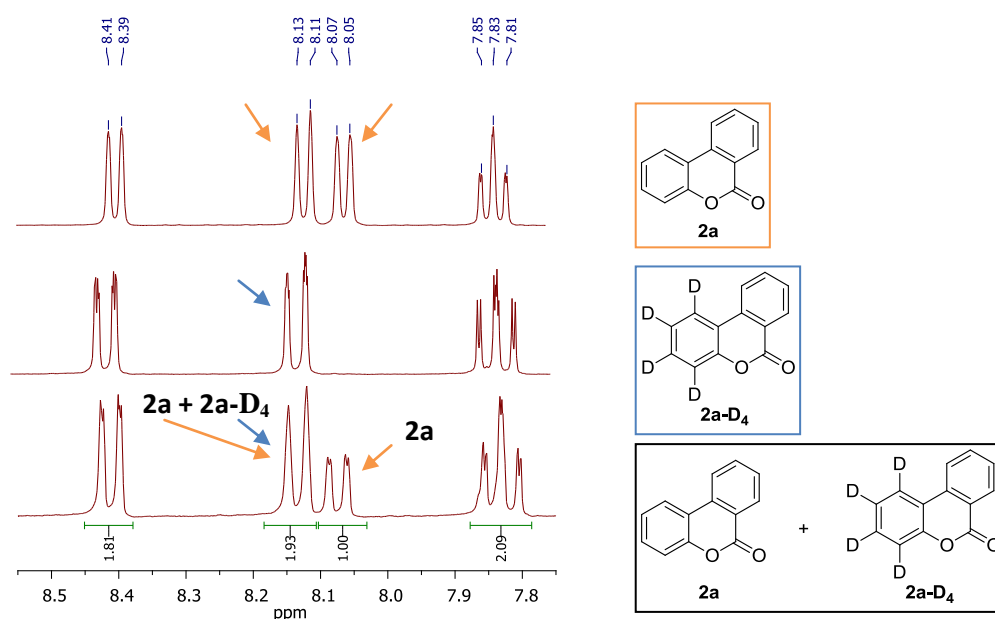 8.41
8.39
8.13
8.11
8.07
8.05
7.85
7.83
7.81
O
O
2a
D
D
D
D
O
O
2a-D4
2a + 2a-D4
2a
1.81
1.93
1.00
2.09
8.5
8.4
8.3
8.2
8.1
8.0
7.9
7.8
ppm
O
O
2a
+
D
D
D
D
O
O
2a-D4